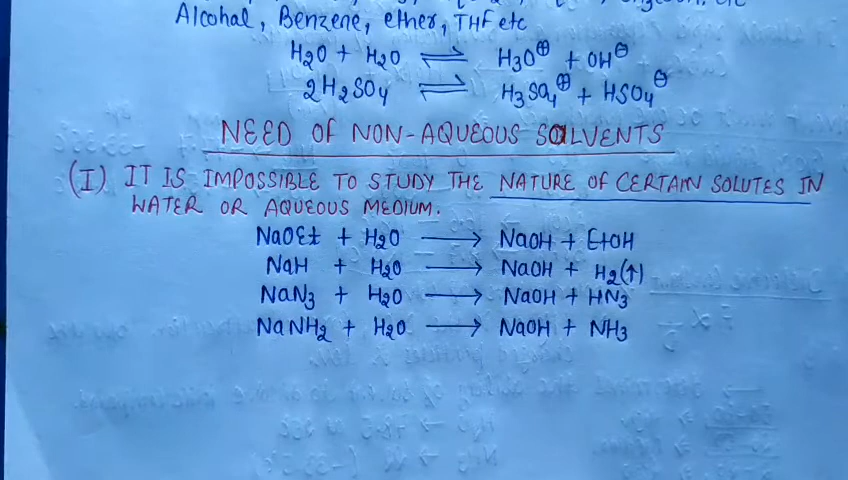 Alcohal, Benzene, ether, THF etc
H2O + H2O ⇌ H3O⊕ + OH⊖
2H2SO4 ⇌ H3SO4⊕ + HSO4⊖
NEED OF NON-AQUEOUS SOLVENTS
(I) IT IS IMPOSSIBLE TO STUDY THE NATURE OF CERTAIN SOLUTES IN
WATER OR AQUEOUS MEDIUM.
NaOEt + H2O → NaOH + EtOH
NaH + H2O → NaOH + H2(↑)
NaN3 + H2O → NaOH + HN3
NaNH2 + H2O → NaOH + NH3